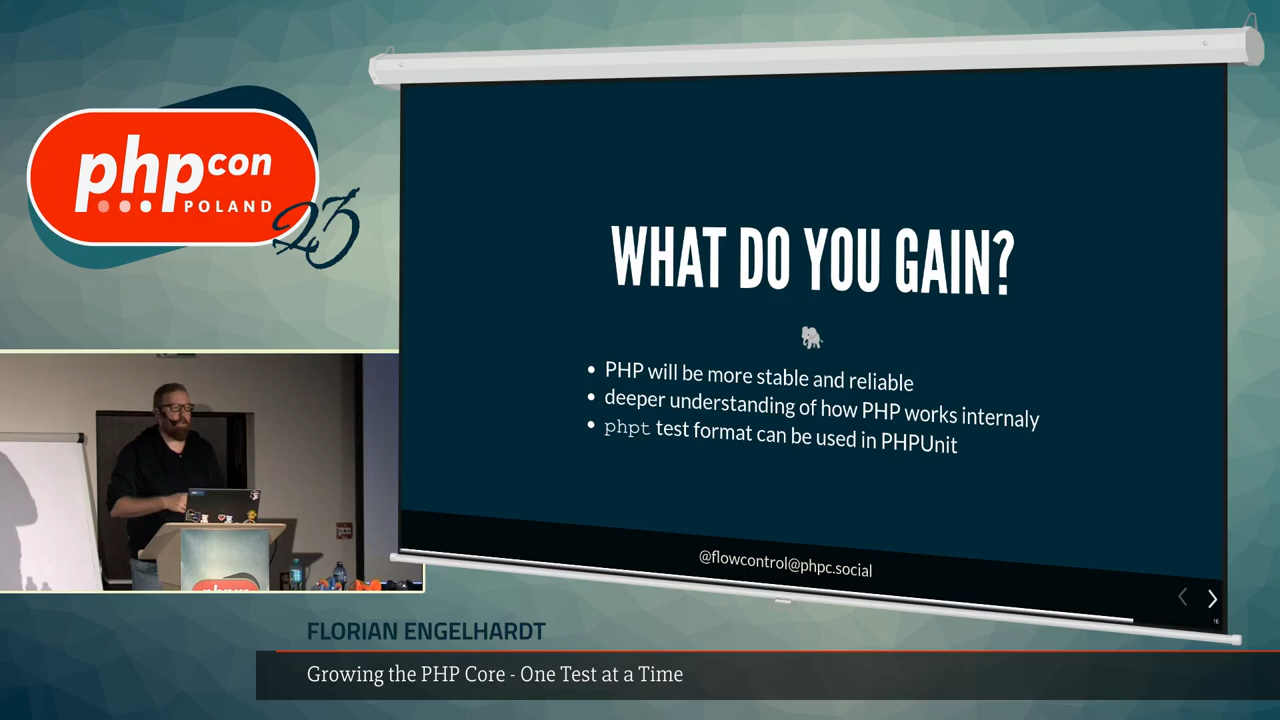 phpcon
POLAND
23
WHAT DO YOU GAIN?
• PHP will be more stable and reliable
• deeper understanding of how PHP works internaly
• phpt test format can be used in PHPUnit
@flowcontrol@phpc.social
16
FLORIAN ENGELHARDT
Growing the PHP Core - One Test at a Time